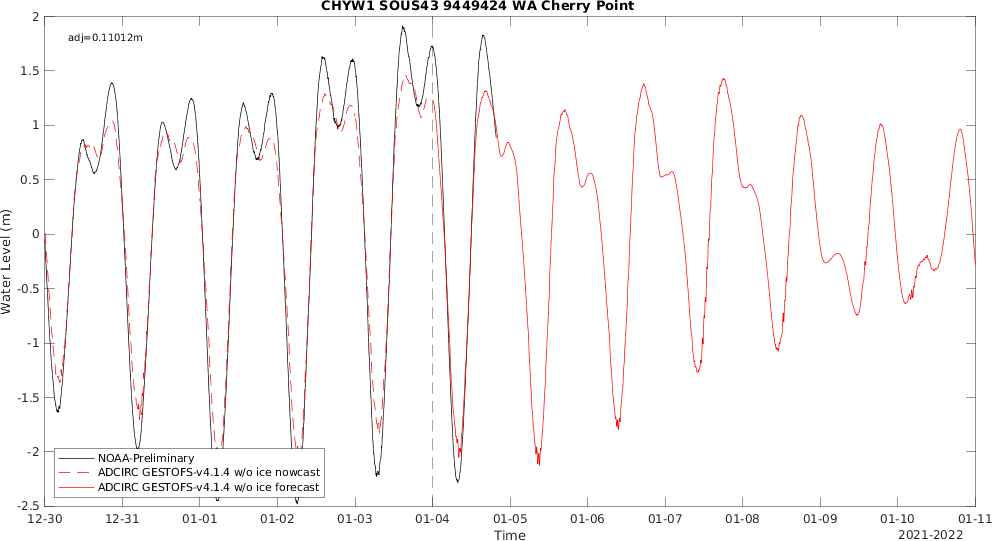 CHYW1 SOUS43 9449424 WA Cherry Point
adj=0.11012m
2
1.5
1
0.5
0
-0.5
-1
-1.5
-2
-2.5
Water Level (m)
NOAA-Preliminary
ADCIRC GESTOFS-v4.1.4 w/o ice nowcast
ADCIRC GESTOFS-v4.1.4 w/o ice forecast
12-30 12-31 01-01 01-02 01-03 01-04 01-05 01-06 01-07 01-08 01-09 01-10 01-11
Time
2021-2022